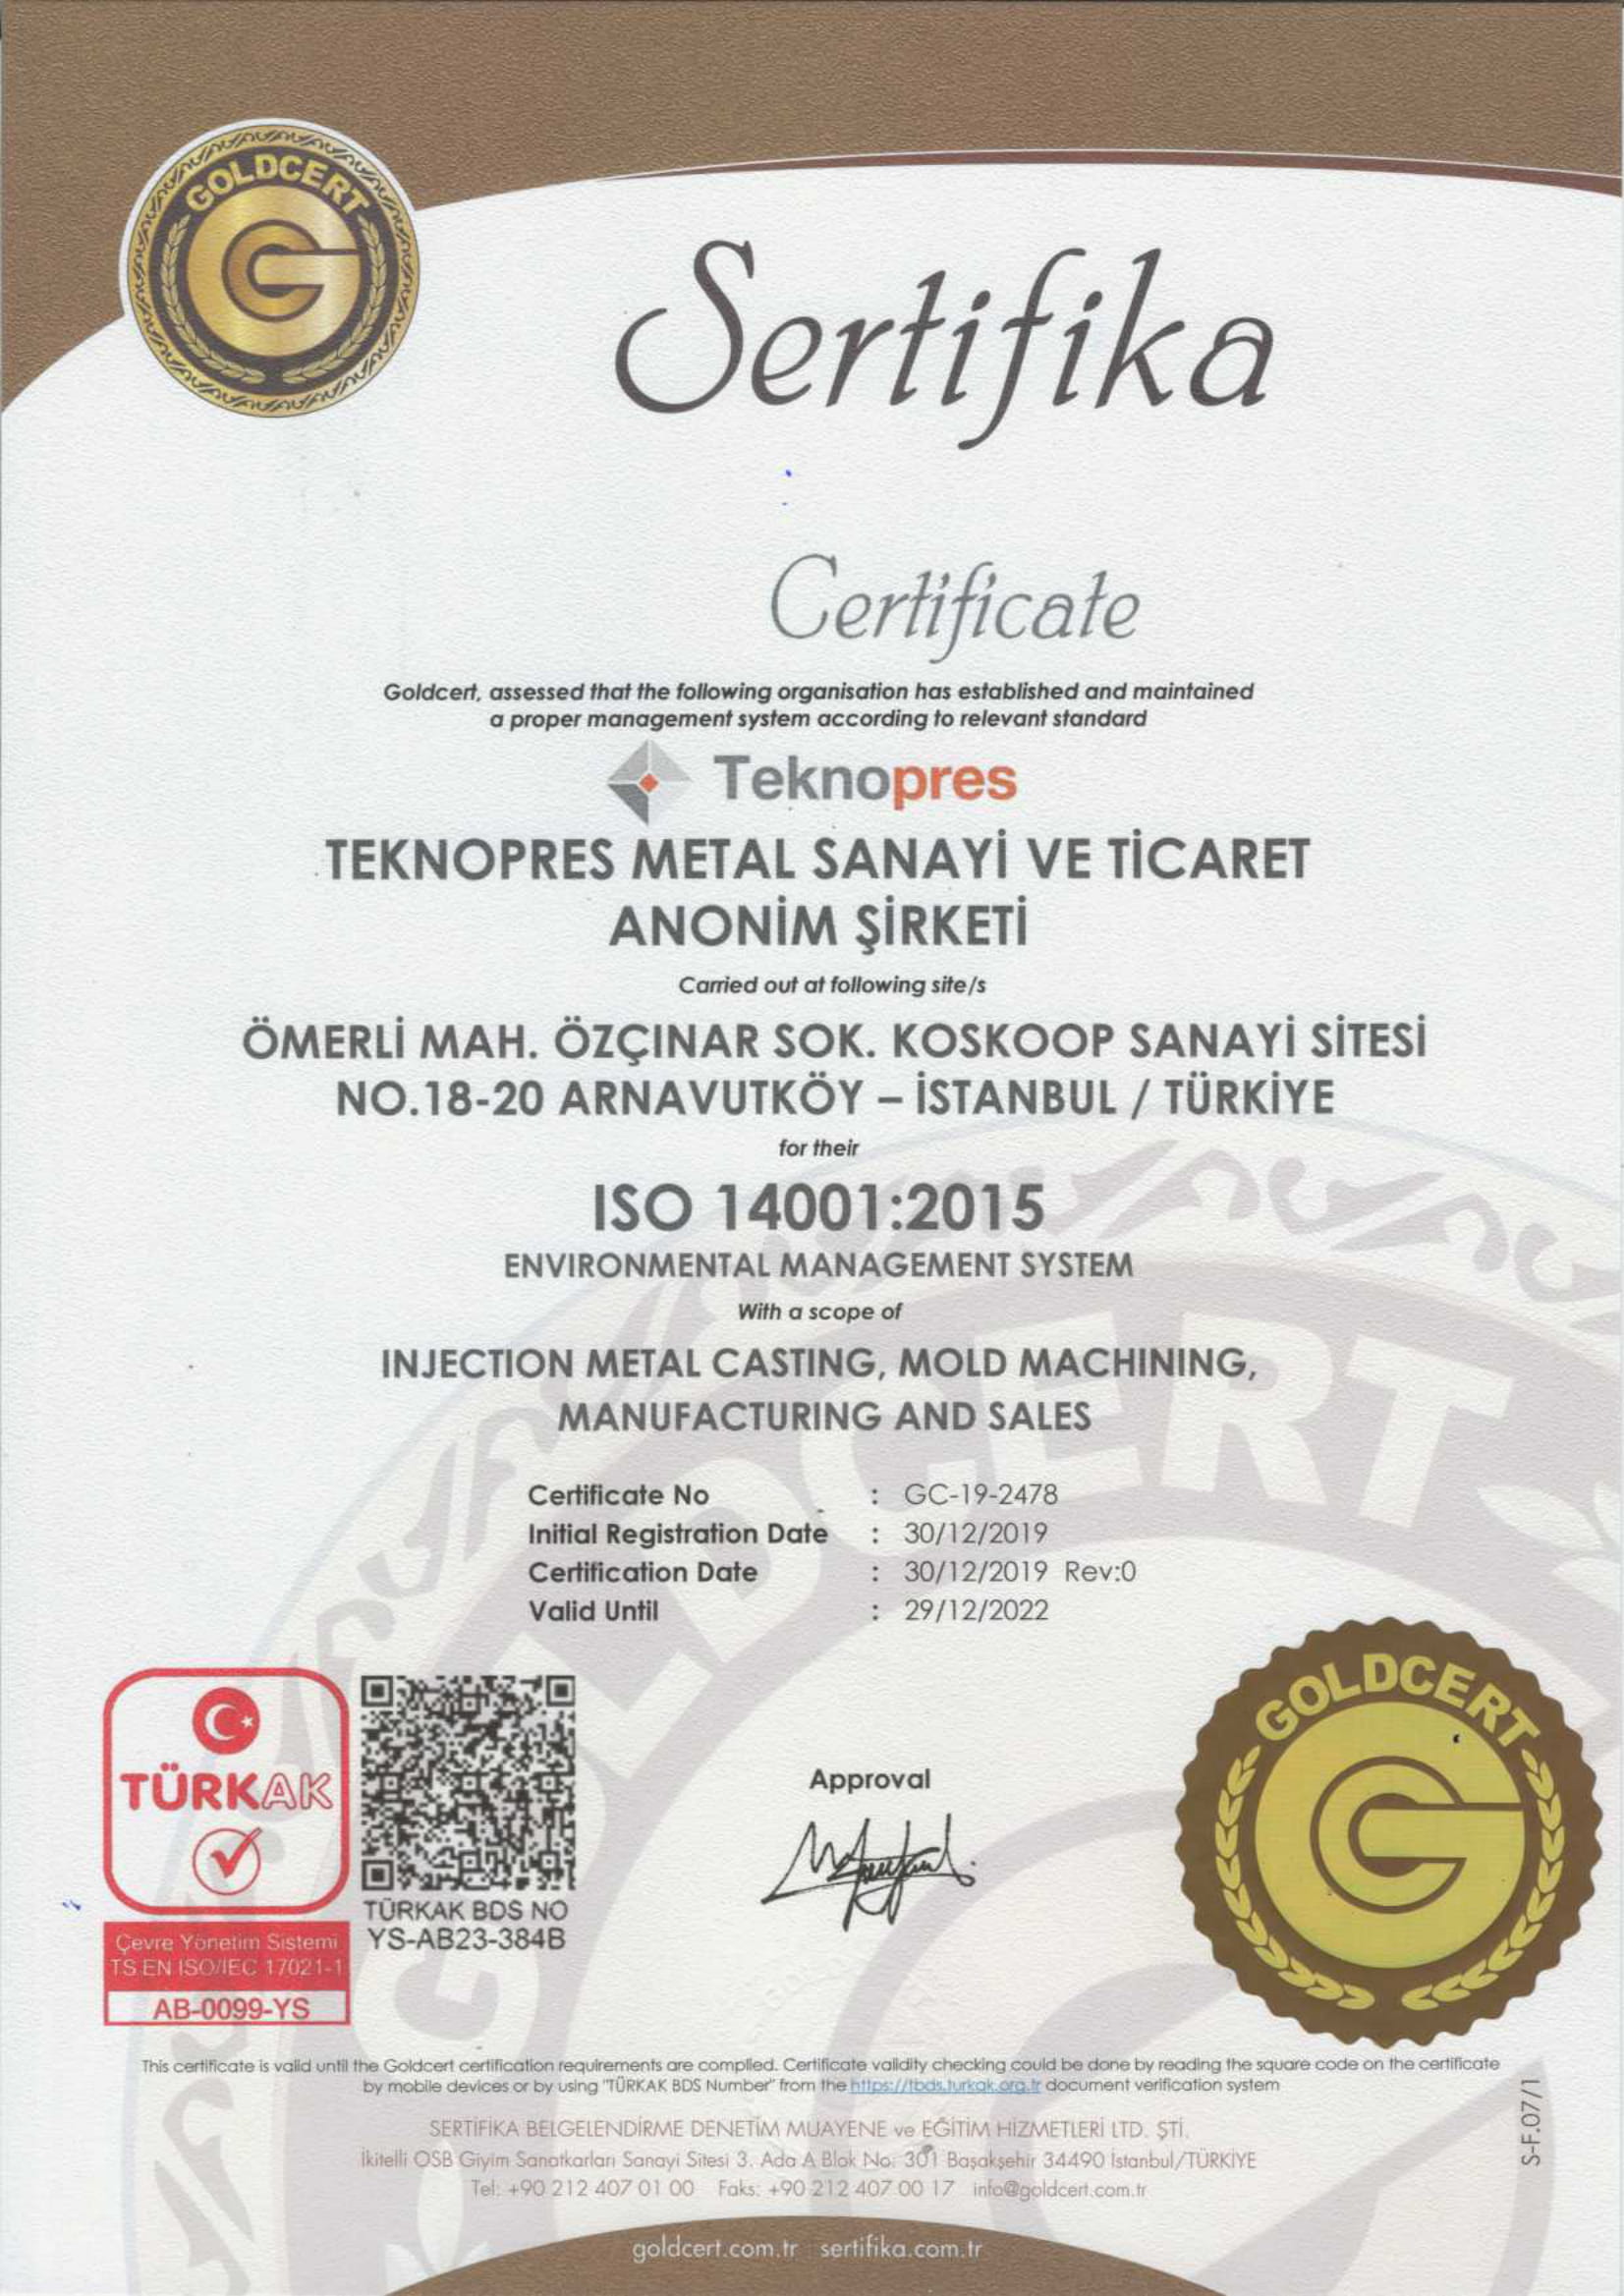 GOLDCERT
Sertifika
Certificate
Goldcert, assessed that the following organisation has established and maintained
a proper management system according to relevant standard
Teknopres
TEKNOPRES METAL SANAYİ VE TİCARET
ANONİM ŞİRKETİ
Carried out at following site/s
ÖMERLİ MAH. ÖZÇINAR SOK. KOSKOOP SANAYİ SİTESİ
NO.18-20 ARNAVUTKÖY – İSTANBUL / TÜRKİYE
for their
ISO 14001:2015
ENVIRONMENTAL MANAGEMENT SYSTEM
With a scope of
INJECTION METAL CASTING, MOLD MACHINING,
MANUFACTURING AND SALES
Certificate No : GC-19-2478
Initial Registration Date : 30/12/2019
Certification Date : 30/12/2019 Rev:0
Valid Until : 29/12/2022
TÜRKAK
TÜRKAK BDS NO
YS-AB23-384B
Çevre Yönetim Sistemi
TS EN ISO/IEC 17021-1
AB-0099-YS
Approval
GOLDCERT
This certificate is valid until the Goldcert certification requirements are complied. Certificate validity checking could be done by reading the square code on the certificate
by mobile devices or by using "TÜRKAK BDS Number" from the https://tbds.turkak.org.tr document verification system
SERTİFİKA BELGELENDİRME DENETİM MUAYENE ve EĞİTİM HİZMETLERİ LTD. ŞTİ.
İkitelli OSB Giyim Sanatkarları Sanayi Sitesi 3. Ada A Blok No: 301 Başakşehir 34490 İstanbul/TÜRKİYE
Tel: +90 212 407 01 00 Faks: +90 212 407 00 17 info@goldcert.com.tr
S-F.07/1
goldcert.com.tr sertifika.com.tr